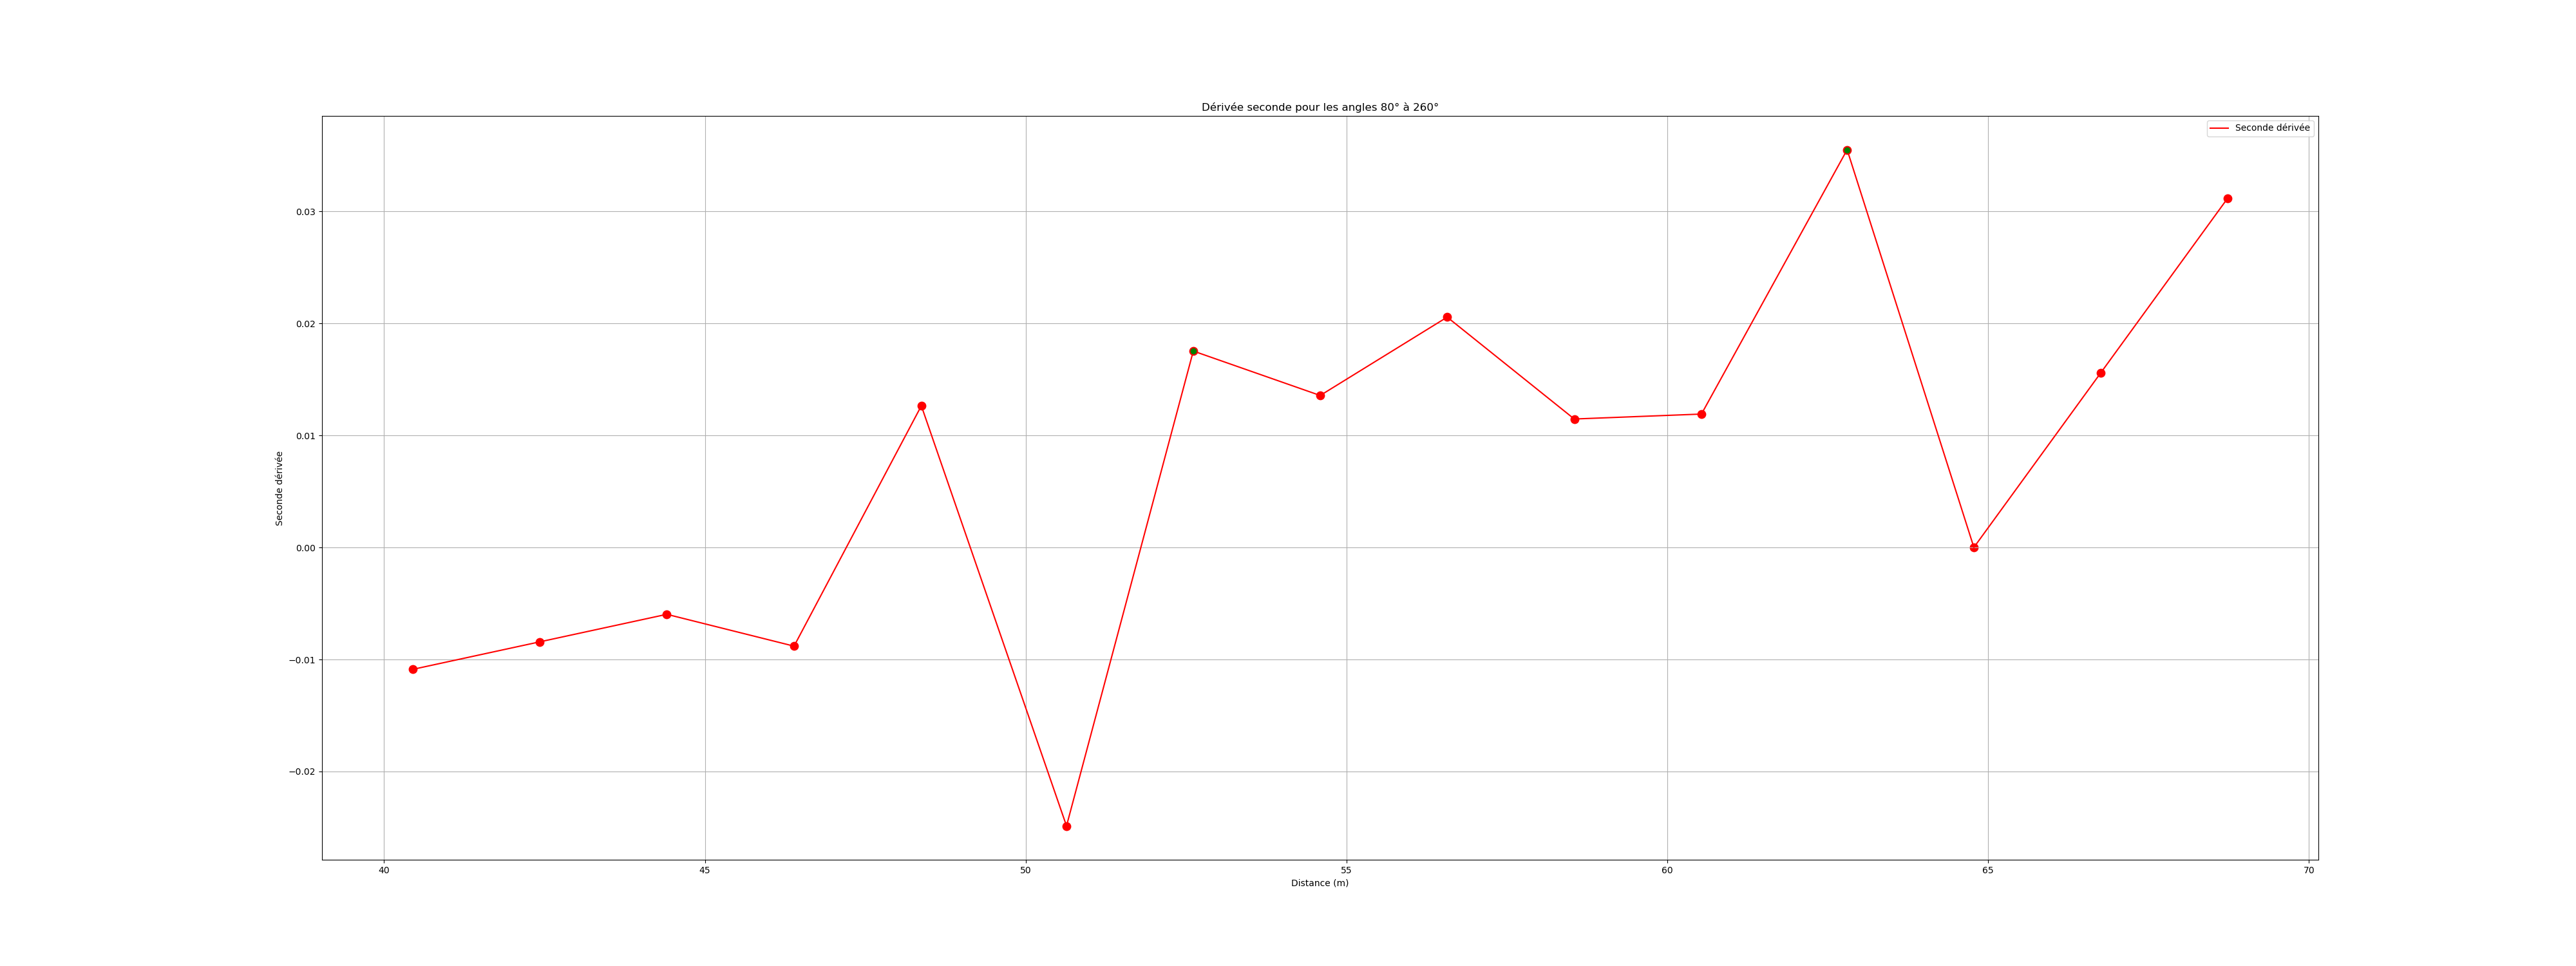 Dérivée seconde pour les angles 80° à 260°
Seconde dérivée
0.03
0.02
0.01
0.00
−0.01
−0.02
Seconde dérivée
40 45 50 55 60 65 70
Distance (m)